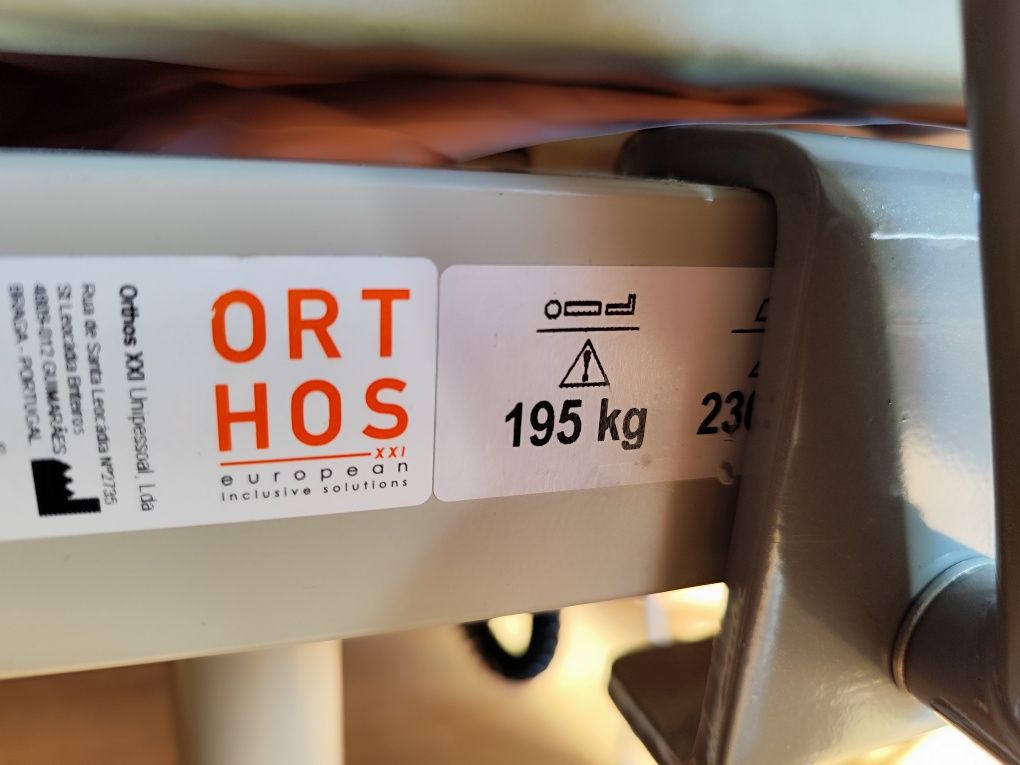 Orthos XXI Unipessoal, Lda
Rua de Santa Leocádia Nº2735
St Leocádia Briteiros
4809-012 GUIMARÃES
BRAGA - PORTUGAL
ORT
HOS
XXI
european
inclusive solutions
195 kg